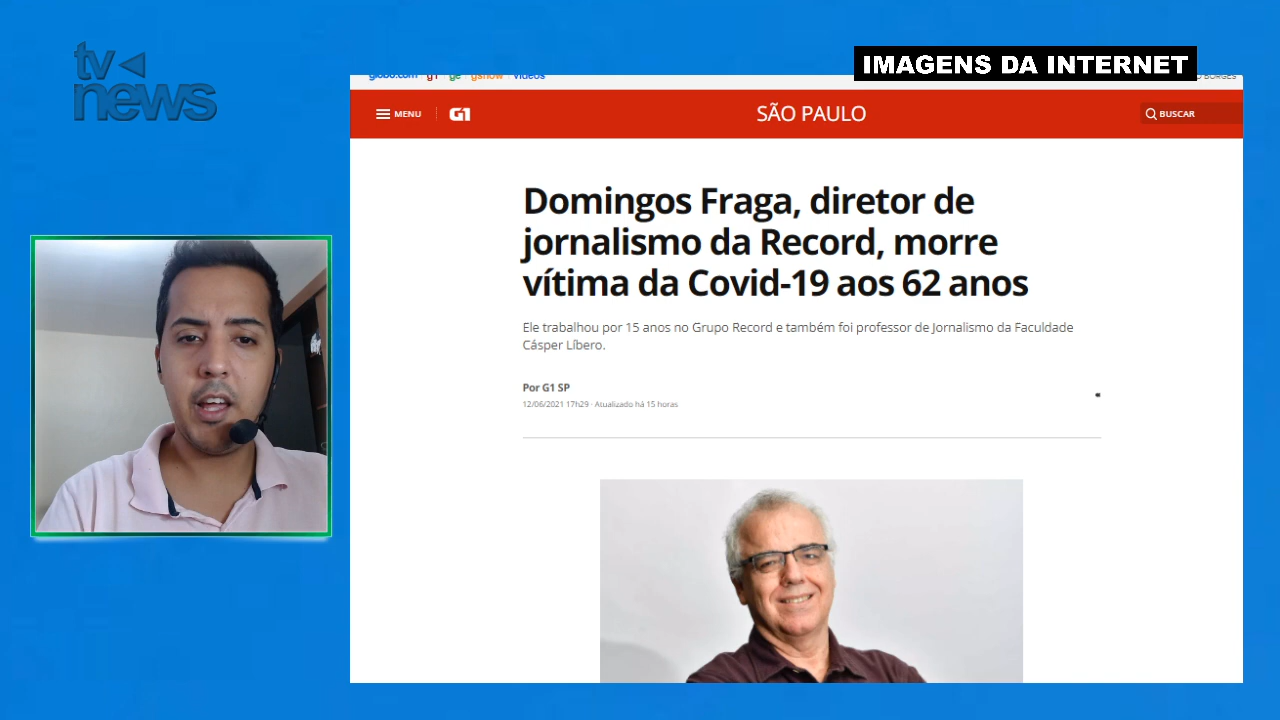 tv
news
IMAGENS DA INTERNET
globo.com g1 ge gshow vídeos
BORGES
MENU G1 SÃO PAULO BUSCAR
Domingos Fraga, diretor de
jornalismo da Record, morre
vítima da Covid-19 aos 62 anos
Ele trabalhou por 15 anos no Grupo Record e também foi professor de Jornalismo da Faculdade
Cásper Líbero.
Por G1 SP
12/06/2021 17h29 · Atualizado há 15 horas